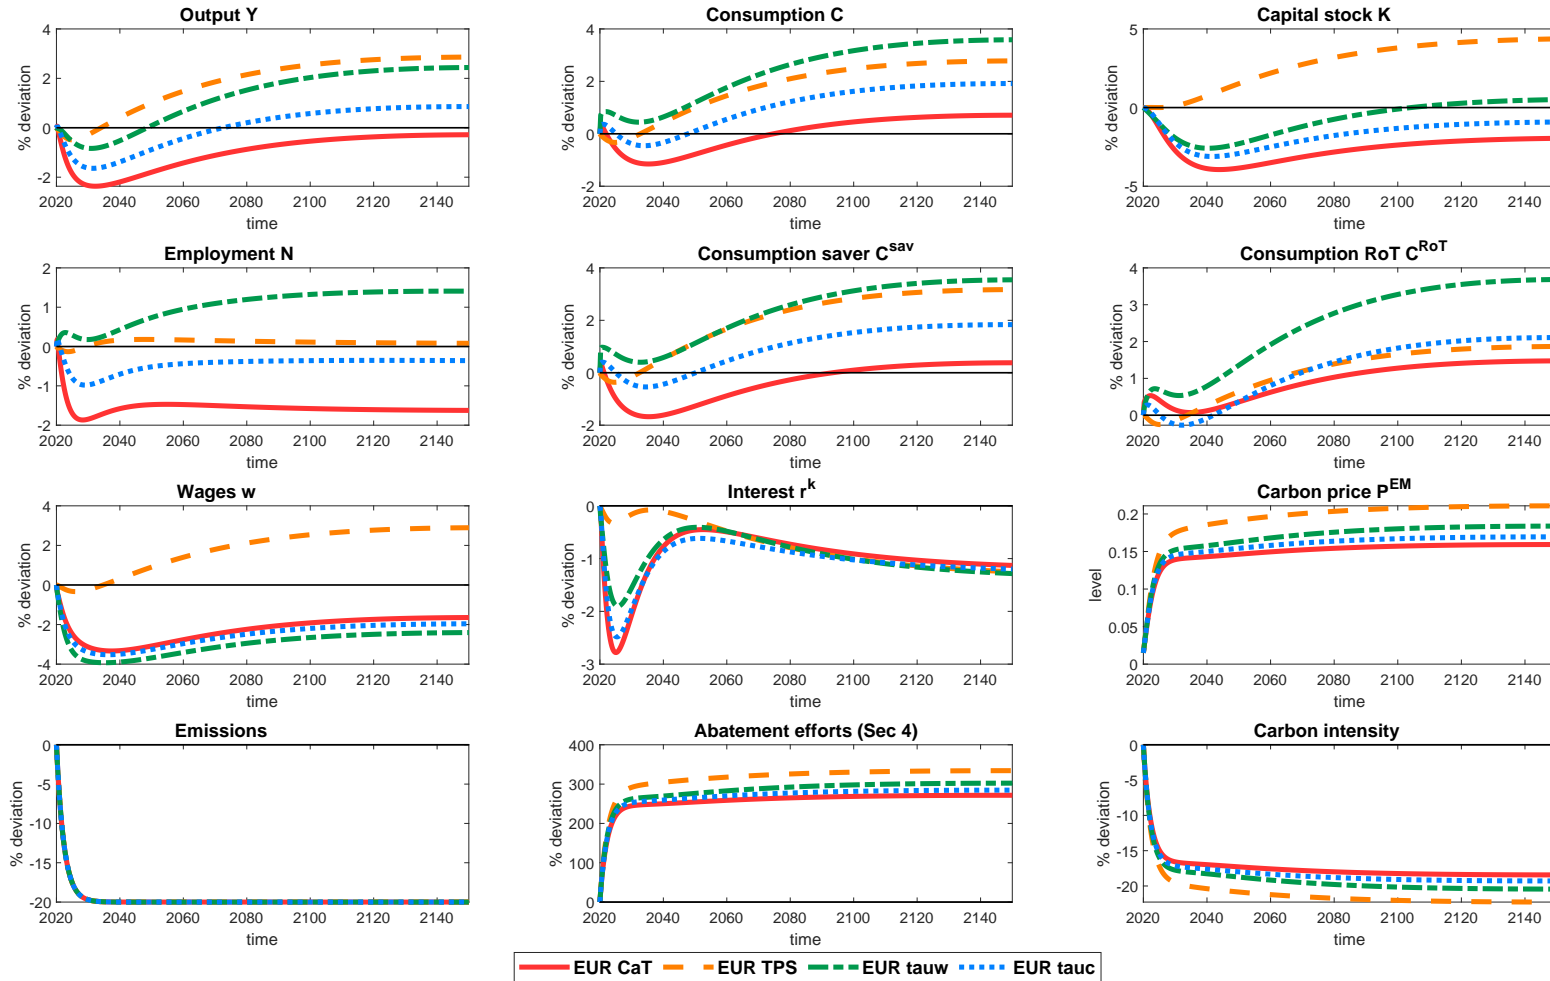 Output Y
Consumption C
Capital stock K
% deviation
4
2
0
-2
2020 2040 2060 2080 2100 2120 2140
time
% deviation
4
2
0
-2
2020 2040 2060 2080 2100 2120 2140
time
% deviation
5
0
-5
2020 2040 2060 2080 2100 2120 2140
time
Employment N
Consumption saver C^sav
Consumption RoT C^RoT
% deviation
2
1
0
-1
-2
2020 2040 2060 2080 2100 2120 2140
time
% deviation
4
2
0
-2
2020 2040 2060 2080 2100 2120 2140
time
% deviation
4
3
2
1
0
2020 2040 2060 2080 2100 2120 2140
time
Wages w
Interest r^k
Carbon price P^EM
% deviation
4
2
0
-2
-4
2020 2040 2060 2080 2100 2120 2140
time
% deviation
0
-1
-2
-3
2020 2040 2060 2080 2100 2120 2140
time
level
0.2
0.15
0.1
0.05
0
2020 2040 2060 2080 2100 2120 2140
time
Emissions
Abatement efforts (Sec 4)
Carbon intensity
% deviation
0
-5
-10
-15
-20
2020 2040 2060 2080 2100 2120 2140
time
% deviation
400
300
200
100
0
2020 2040 2060 2080 2100 2120 2140
time
% deviation
0
-5
-10
-15
-20
2020 2040 2060 2080 2100 2120 2140
time
EUR CaT EUR TPS EUR tauw EUR tauc